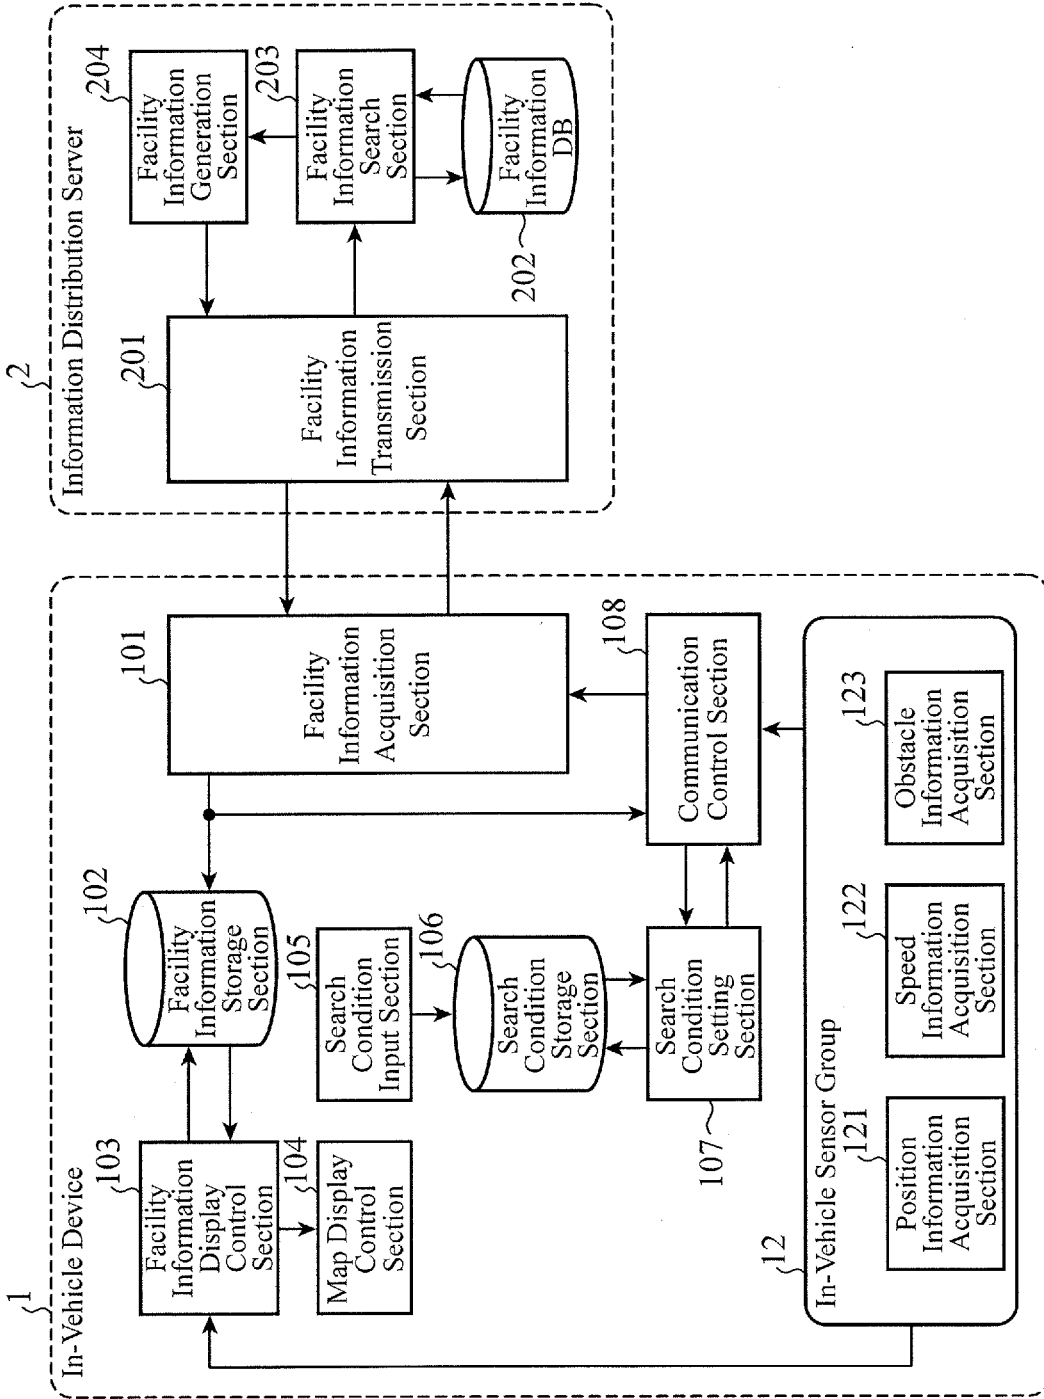 1
In-Vehicle Device
103
Facility
Information
Display
Control
Section
104
Map Display
Control
Section
102
Facility
Information
Storage
Section
105
Search
Condition
Input Section
106
Search
Condition
Storage
Section
107
Search
Condition
Setting
Section
101
Facility
Information
Acquisition
Section
108
Communication
Control Section
12
In-Vehicle Sensor Group
121
Position
Information
Acquisition
Section
122
Speed
Information
Acquisition
Section
123
Obstacle
Information
Acquisition
Section
2
Information Distribution Server
201
Facility
Information
Transmission
Section
204
Facility
Information
Generation
Section
203
Facility
Information
Search
Section
202
Facility
Information
DB